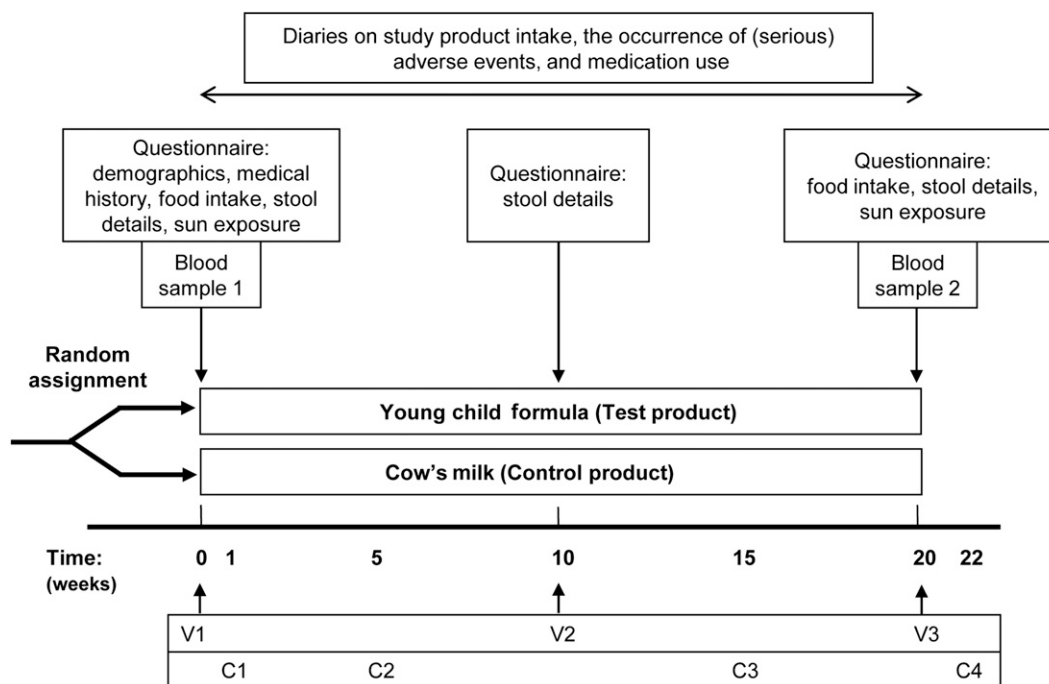 Diaries on study product intake, the occurrence of (serious)
adverse events, and medication use
Questionnaire:
demographics, medical
history, food intake, stool
details, sun exposure
Blood
sample 1
Questionnaire:
stool details
Questionnaire:
food intake, stool details,
sun exposure
Blood
sample 2
Random
assignment
Young child formula (Test product)
Cow's milk (Control product)
Time: 0 1 5 10 15 20 22
(weeks)
V1 V2 V3
C1 C2 C3 C4